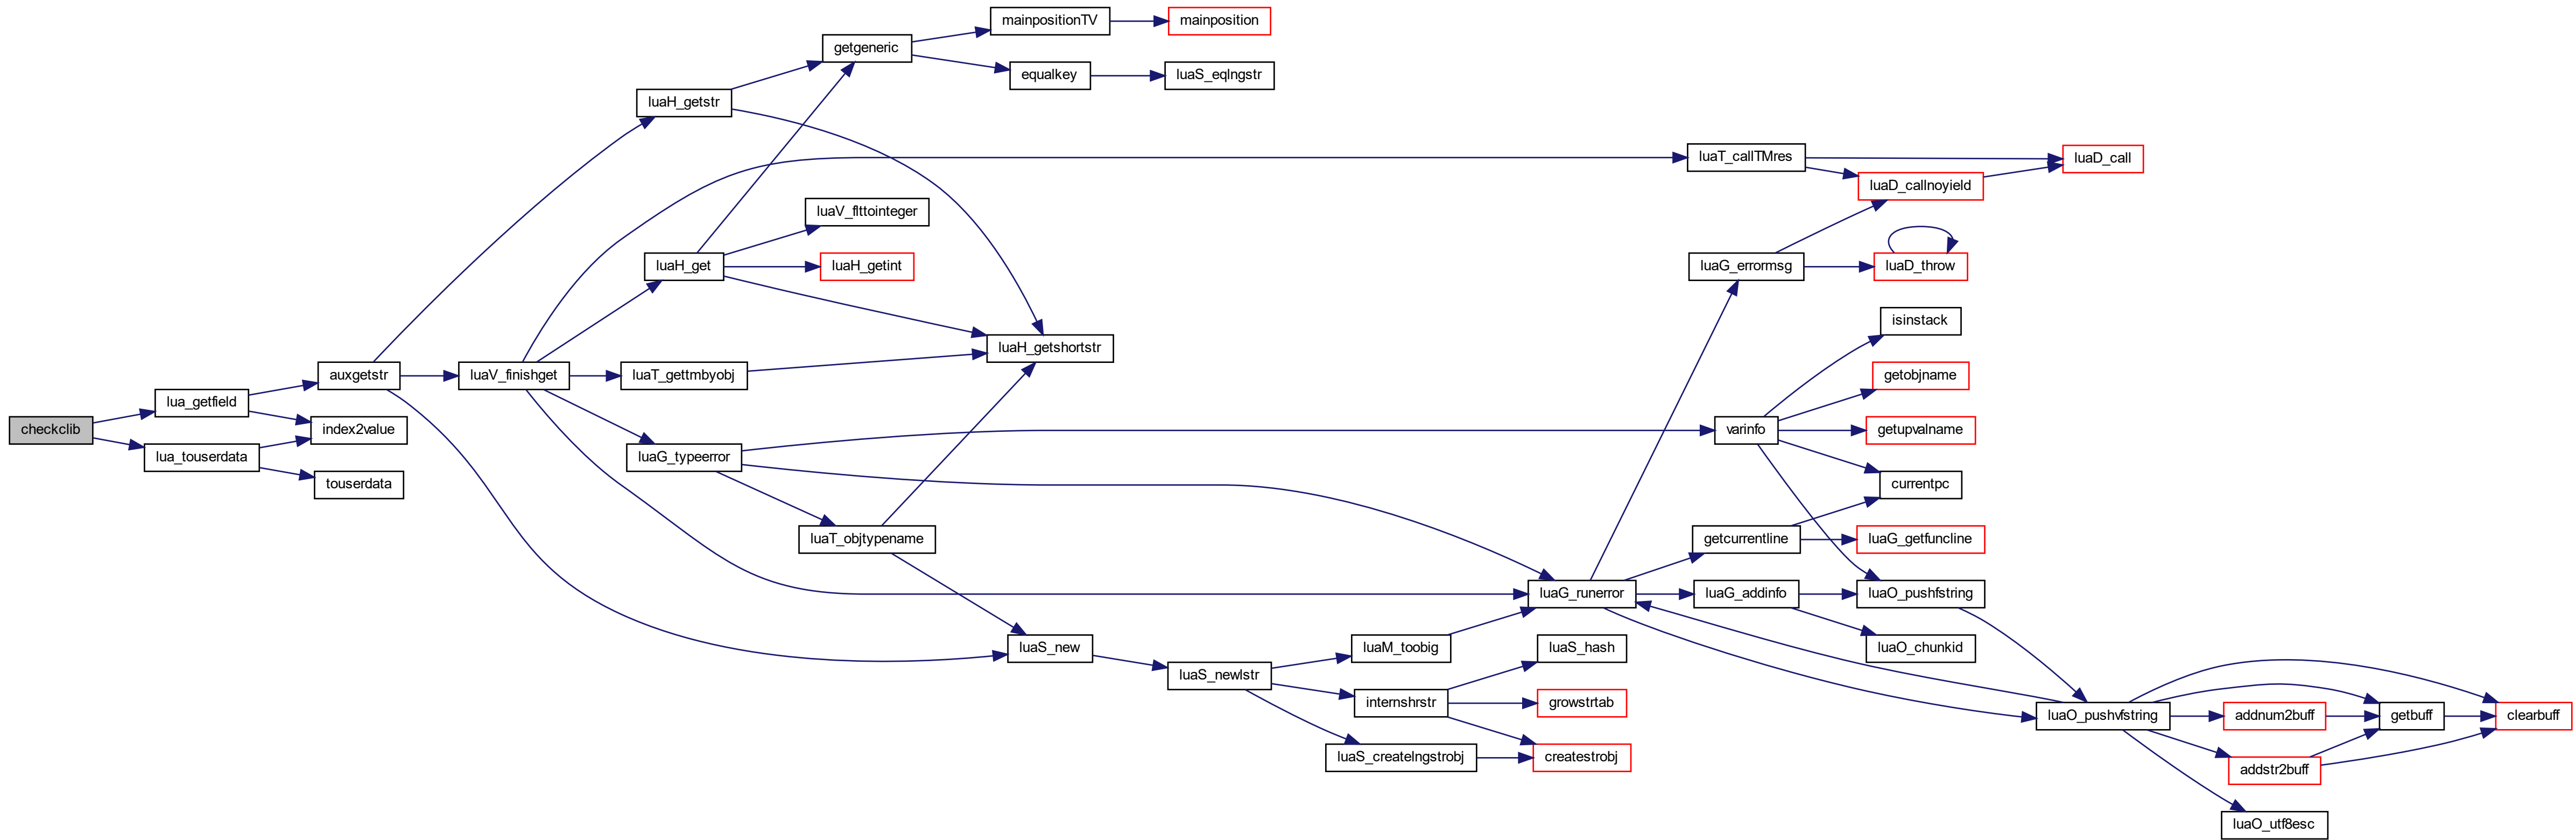 checkclib
lua_getfield
lua_touserdata
auxgetstr
index2value
touserdata
luaH_getstr
luaV_finishget
luaH_get
luaT_gettmbyobj
luaG_typeerror
getgeneric
luaV_flttointeger
luaH_getint
luaT_objtypename
mainpositionTV
equalkey
luaH_getshortstr
luaS_new
mainposition
luaS_eqlngstr
luaS_newlstr
luaM_toobig
internshrstr
luaS_createlngstrobj
luaG_runerror
luaS_hash
growstrtab
createstrobj
luaT_callTMres
luaG_errormsg
varinfo
getcurrentline
luaG_addinfo
luaD_callnoyield
luaD_throw
isinstack
getobjname
getupvalname
currentpc
luaG_getfuncline
luaO_pushfstring
luaO_chunkid
luaD_call
luaO_pushvfstring
addnum2buff
addstr2buff
luaO_utf8esc
getbuff
clearbuff